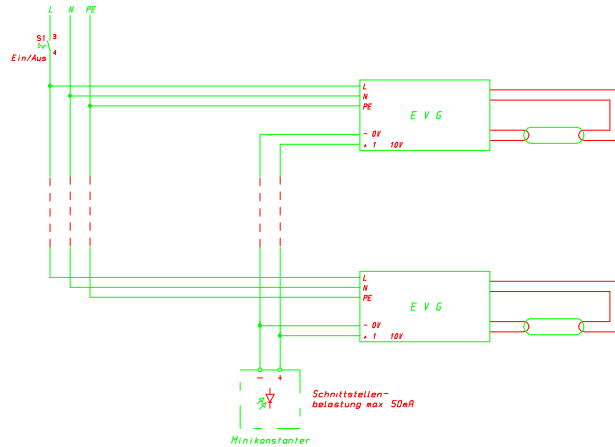 L N PE
S1 3
4
Ein/Aus
L
N
PE
E V G
- 0V
+ 1 10V
L
N
PE
E V G
- 0V
+ 1 10V
- +
Schnittstellen-
belastung max 50mA
Minikonstanter